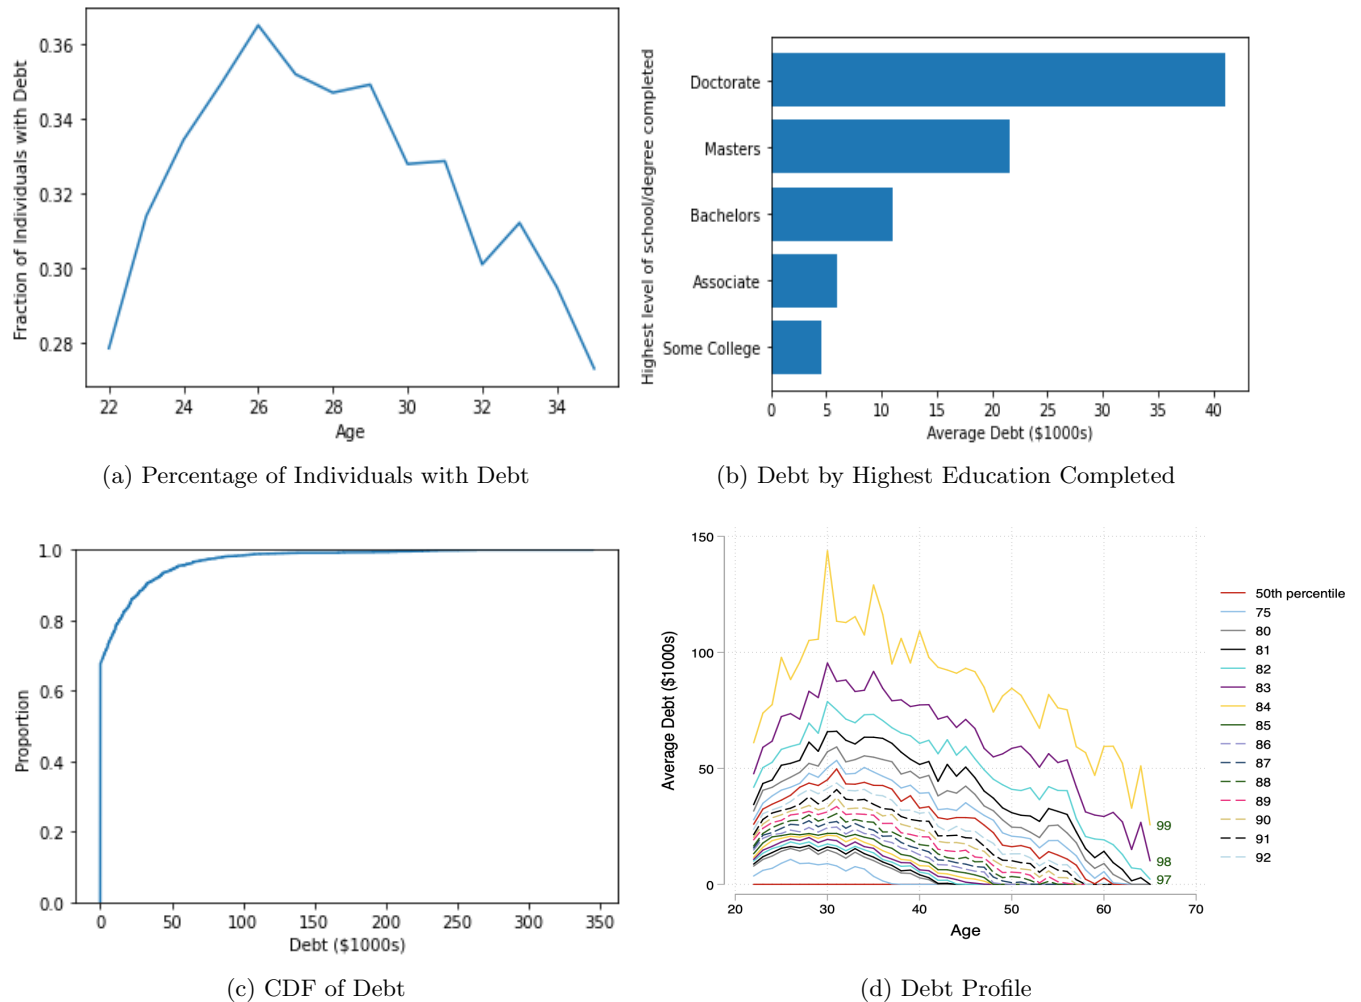 0.36
0.34
0.32
0.30
0.28
Fraction of Individuals with Debt
22 24 26 28 30 32 34
Age
(a) Percentage of Individuals with Debt
Highest level of school/degree completed
Doctorate
Masters
Bachelors
Associate
Some College
0 5 10 15 20 25 30 35 40
Average Debt ($1000s)
(b) Debt by Highest Education Completed
1.0
0.8
0.6
0.4
0.2
0.0
Proportion
0 50 100 150 200 250 300 350
Debt ($1000s)
(c) CDF of Debt
150
100
50
0
Average Debt ($1000s)
20 30 40 50 60 70
Age
99
98
97
50th percentile
75
80
81
82
83
84
85
86
87
88
89
90
91
92
(d) Debt Profile